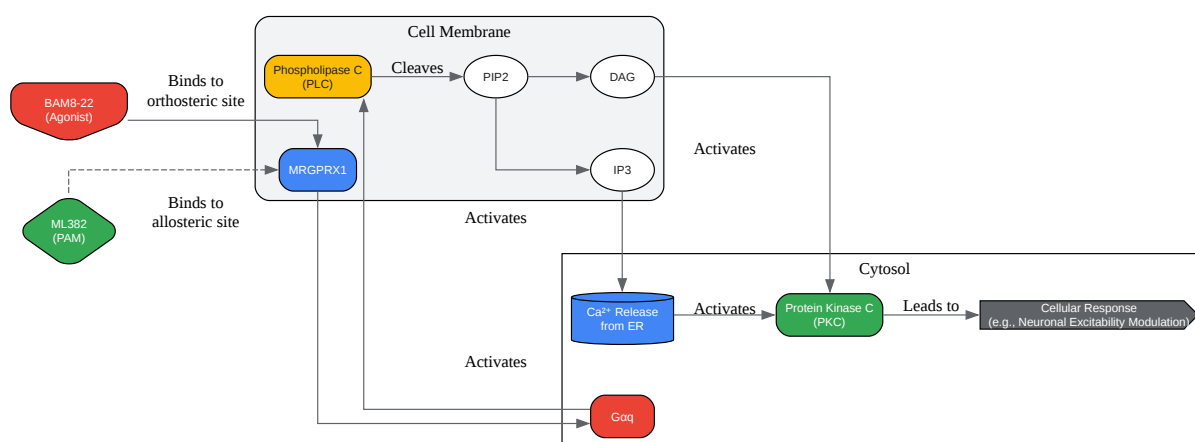 Cell Membrane
Phospholipase C
(PLC)
Cleaves
PIP2
DAG
Binds to
orthosteric site
BAM8-22
(Agonist)
Activates
MRGPRX1
IP3
Binds to
allosteric site
ML382
(PAM)
Activates
Cytosol
Ca²⁺ Release
from ER
Activates
Protein Kinase C
(PKC)
Leads to
Cellular Response
(e.g., Neuronal Excitability Modulation)
Activates
Gαq